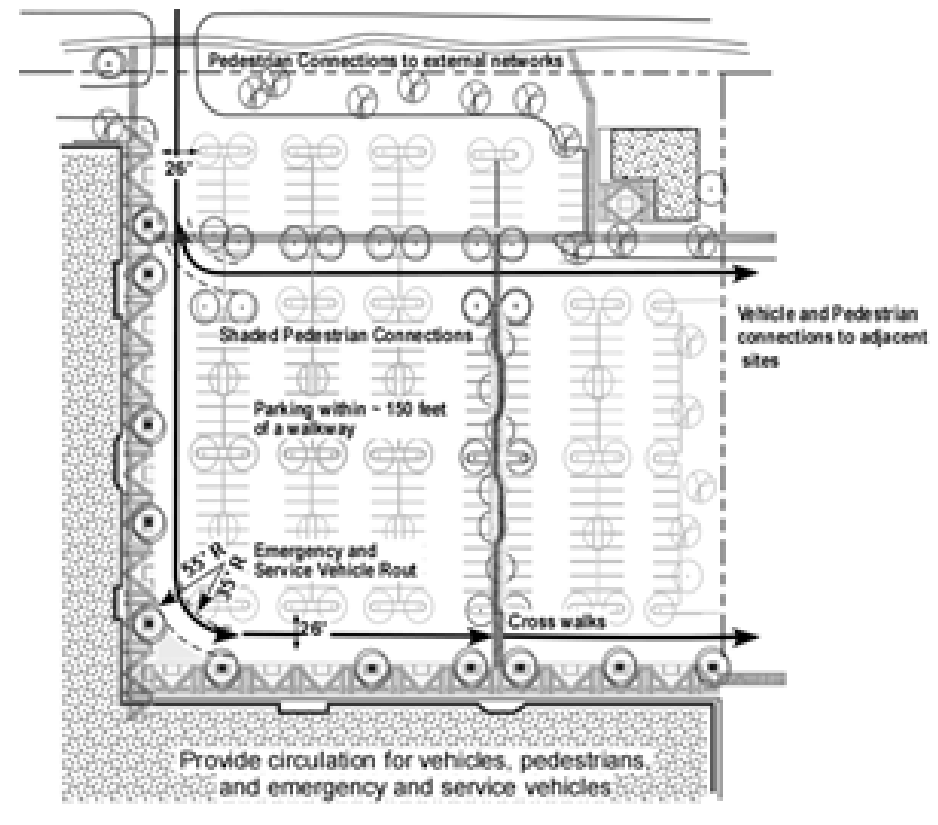 Pedestrian Connections to external networks
26'
Vehicle and Pedestrian
connections to adjacent
sites
Shaded Pedestrian Connections
Parking within ~ 150 feet
of a walkway
Emergency and
Service Vehicle Rout
55' R
35' R
26'
Cross walks
Provide circulation for vehicles, pedestrians,
and emergency and service vehicles